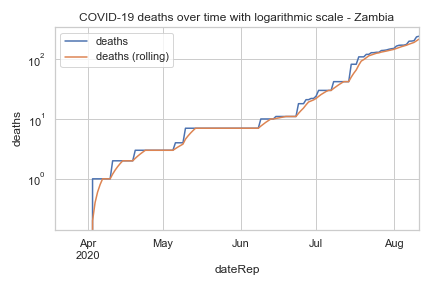 COVID-19 deaths over time with logarithmic scale - Zambia
deaths
deaths (rolling)
10²
10¹
10⁰
deaths
Apr
2020
May
Jun
Jul
Aug
dateRep